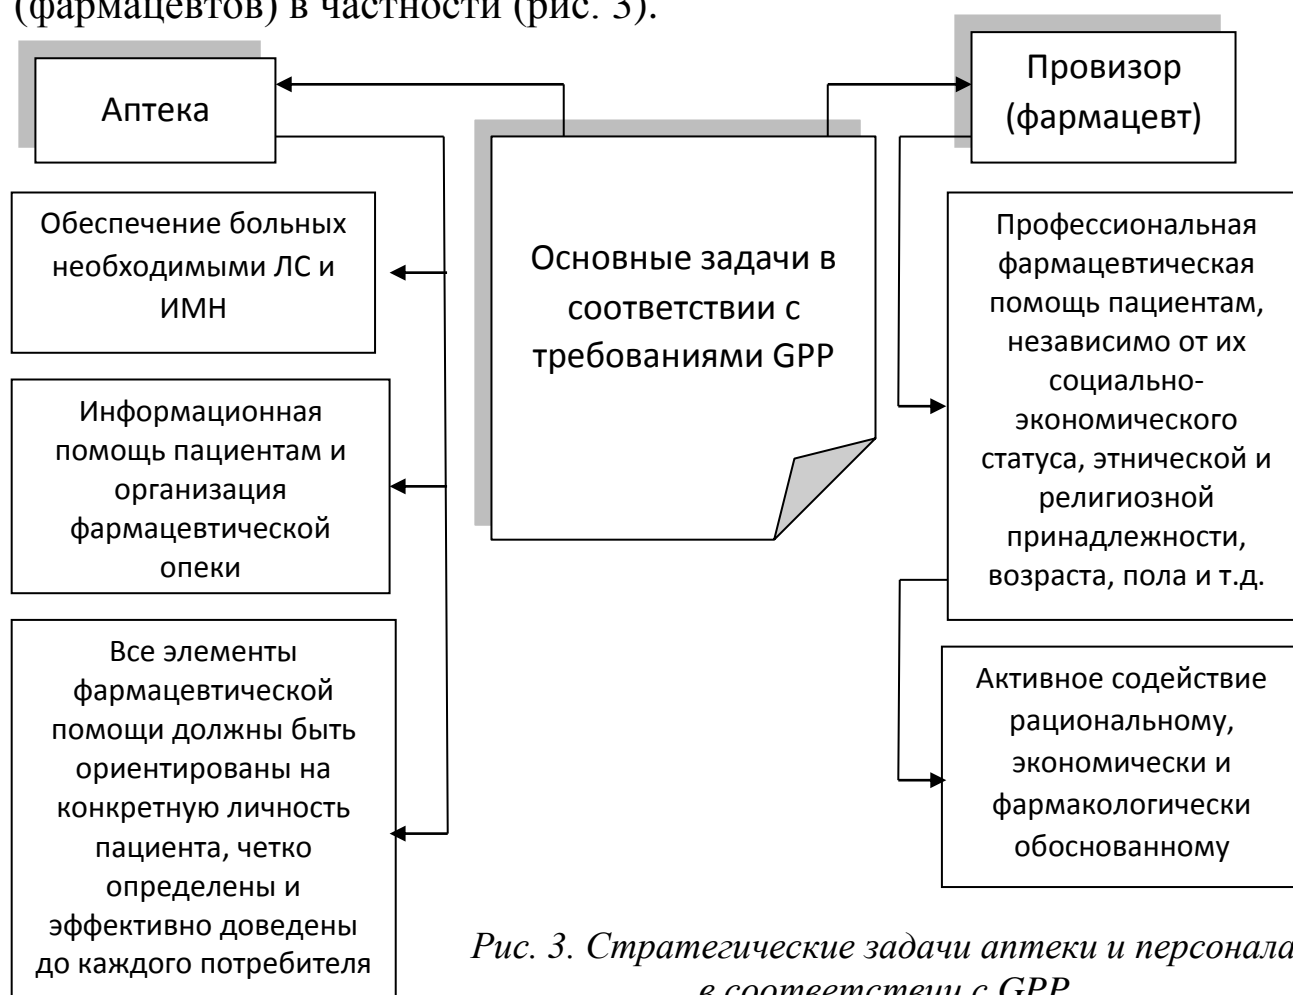 (фармацевтов) в частности (рис. 3).
Аптека
Провизор
(фармацевт)
Основные задачи в
соответствии с
требованиями GPP
Обеспечение больных
необходимыми ЛС и
ИМН
Информационная
помощь пациентам и
организация
фармацевтической
опеки
Все элементы
фармацевтической
помощи должны быть
ориентированы на
конкретную личность
пациента, четко
определены и
эффективно доведены
до каждого потребителя
Профессиональная
фармацевтическая
помощь пациентам,
независимо от их
социально-
экономического
статуса, этнической и
религиозной
принадлежности,
возраста, пола и т.д.
Активное содействие
рациональному,
экономически и
фармакологически
обоснованному
Рис. 3. Стратегические задачи аптеки и персонала
в соответствии с GPP